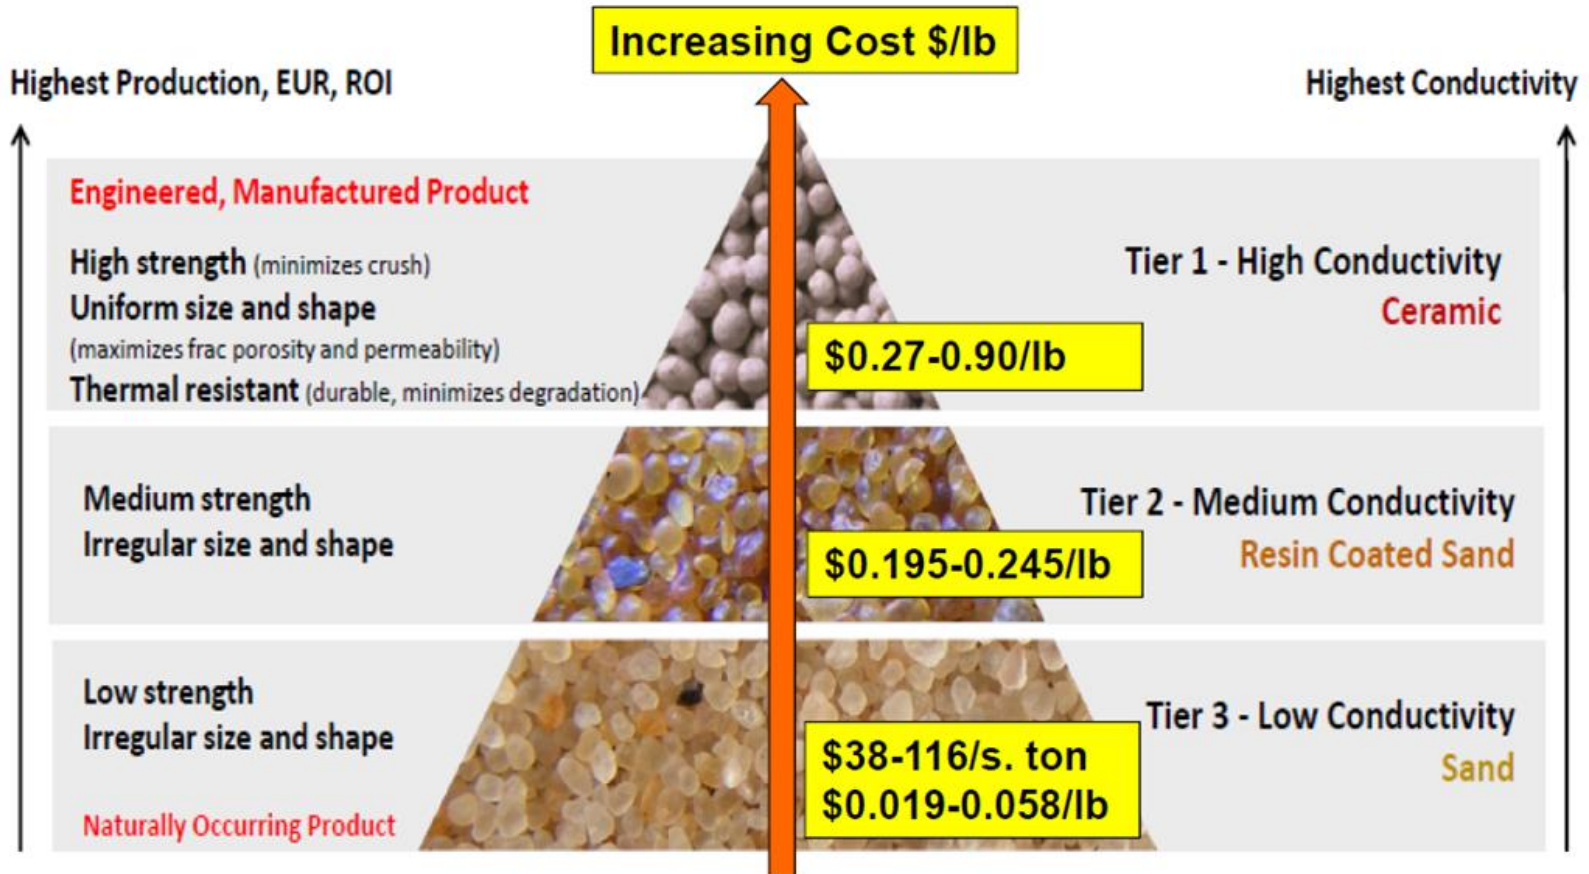 Increasing Cost $/lb
Highest Production, EUR, ROI
Highest Conductivity
Engineered, Manufactured Product
High strength (minimizes crush)
Uniform size and shape
(maximizes frac porosity and permeability)
Thermal resistant (durable, minimizes degradation)
Tier 1 - High Conductivity
Ceramic
$0.27-0.90/lb
Medium strength
Irregular size and shape
Tier 2 - Medium Conductivity
Resin Coated Sand
$0.195-0.245/lb
Low strength
Irregular size and shape
Naturally Occurring Product
Tier 3 - Low Conductivity
Sand
$38-116/s. ton
$0.019-0.058/lb